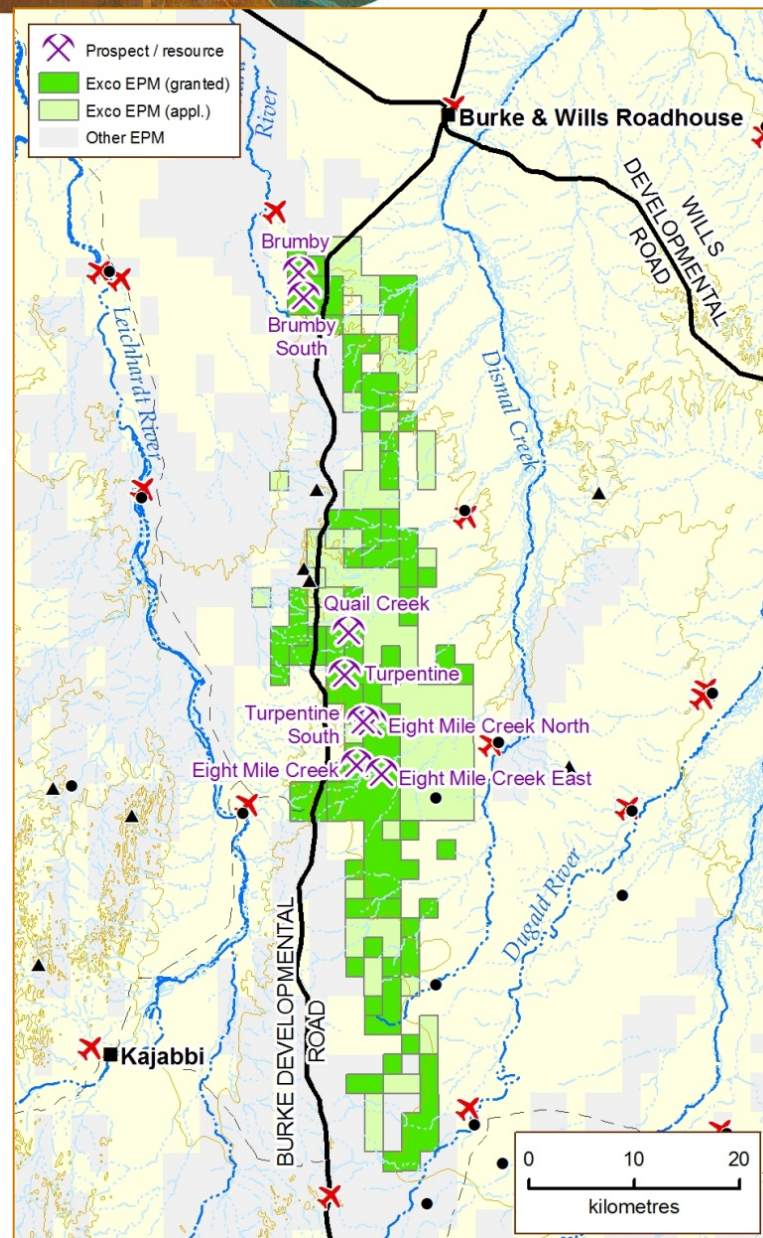 Prospect / resource
Exco EPM (granted)
Exco EPM (appl.)
Other EPM
River
Burke & Wills Roadhouse
WILLS
DEVELOPMENTAL
ROAD
Brumby
Brumby
South
Leichhardt River
Dismal Creek
Quail Creek
Turpentine
Turpentine
South
Eight Mile Creek North
Eight Mile Creek
Eight Mile Creek East
Dugald River
BURKE DEVELOPMENTAL
ROAD
Kajabbi
0 10 20
kilometres